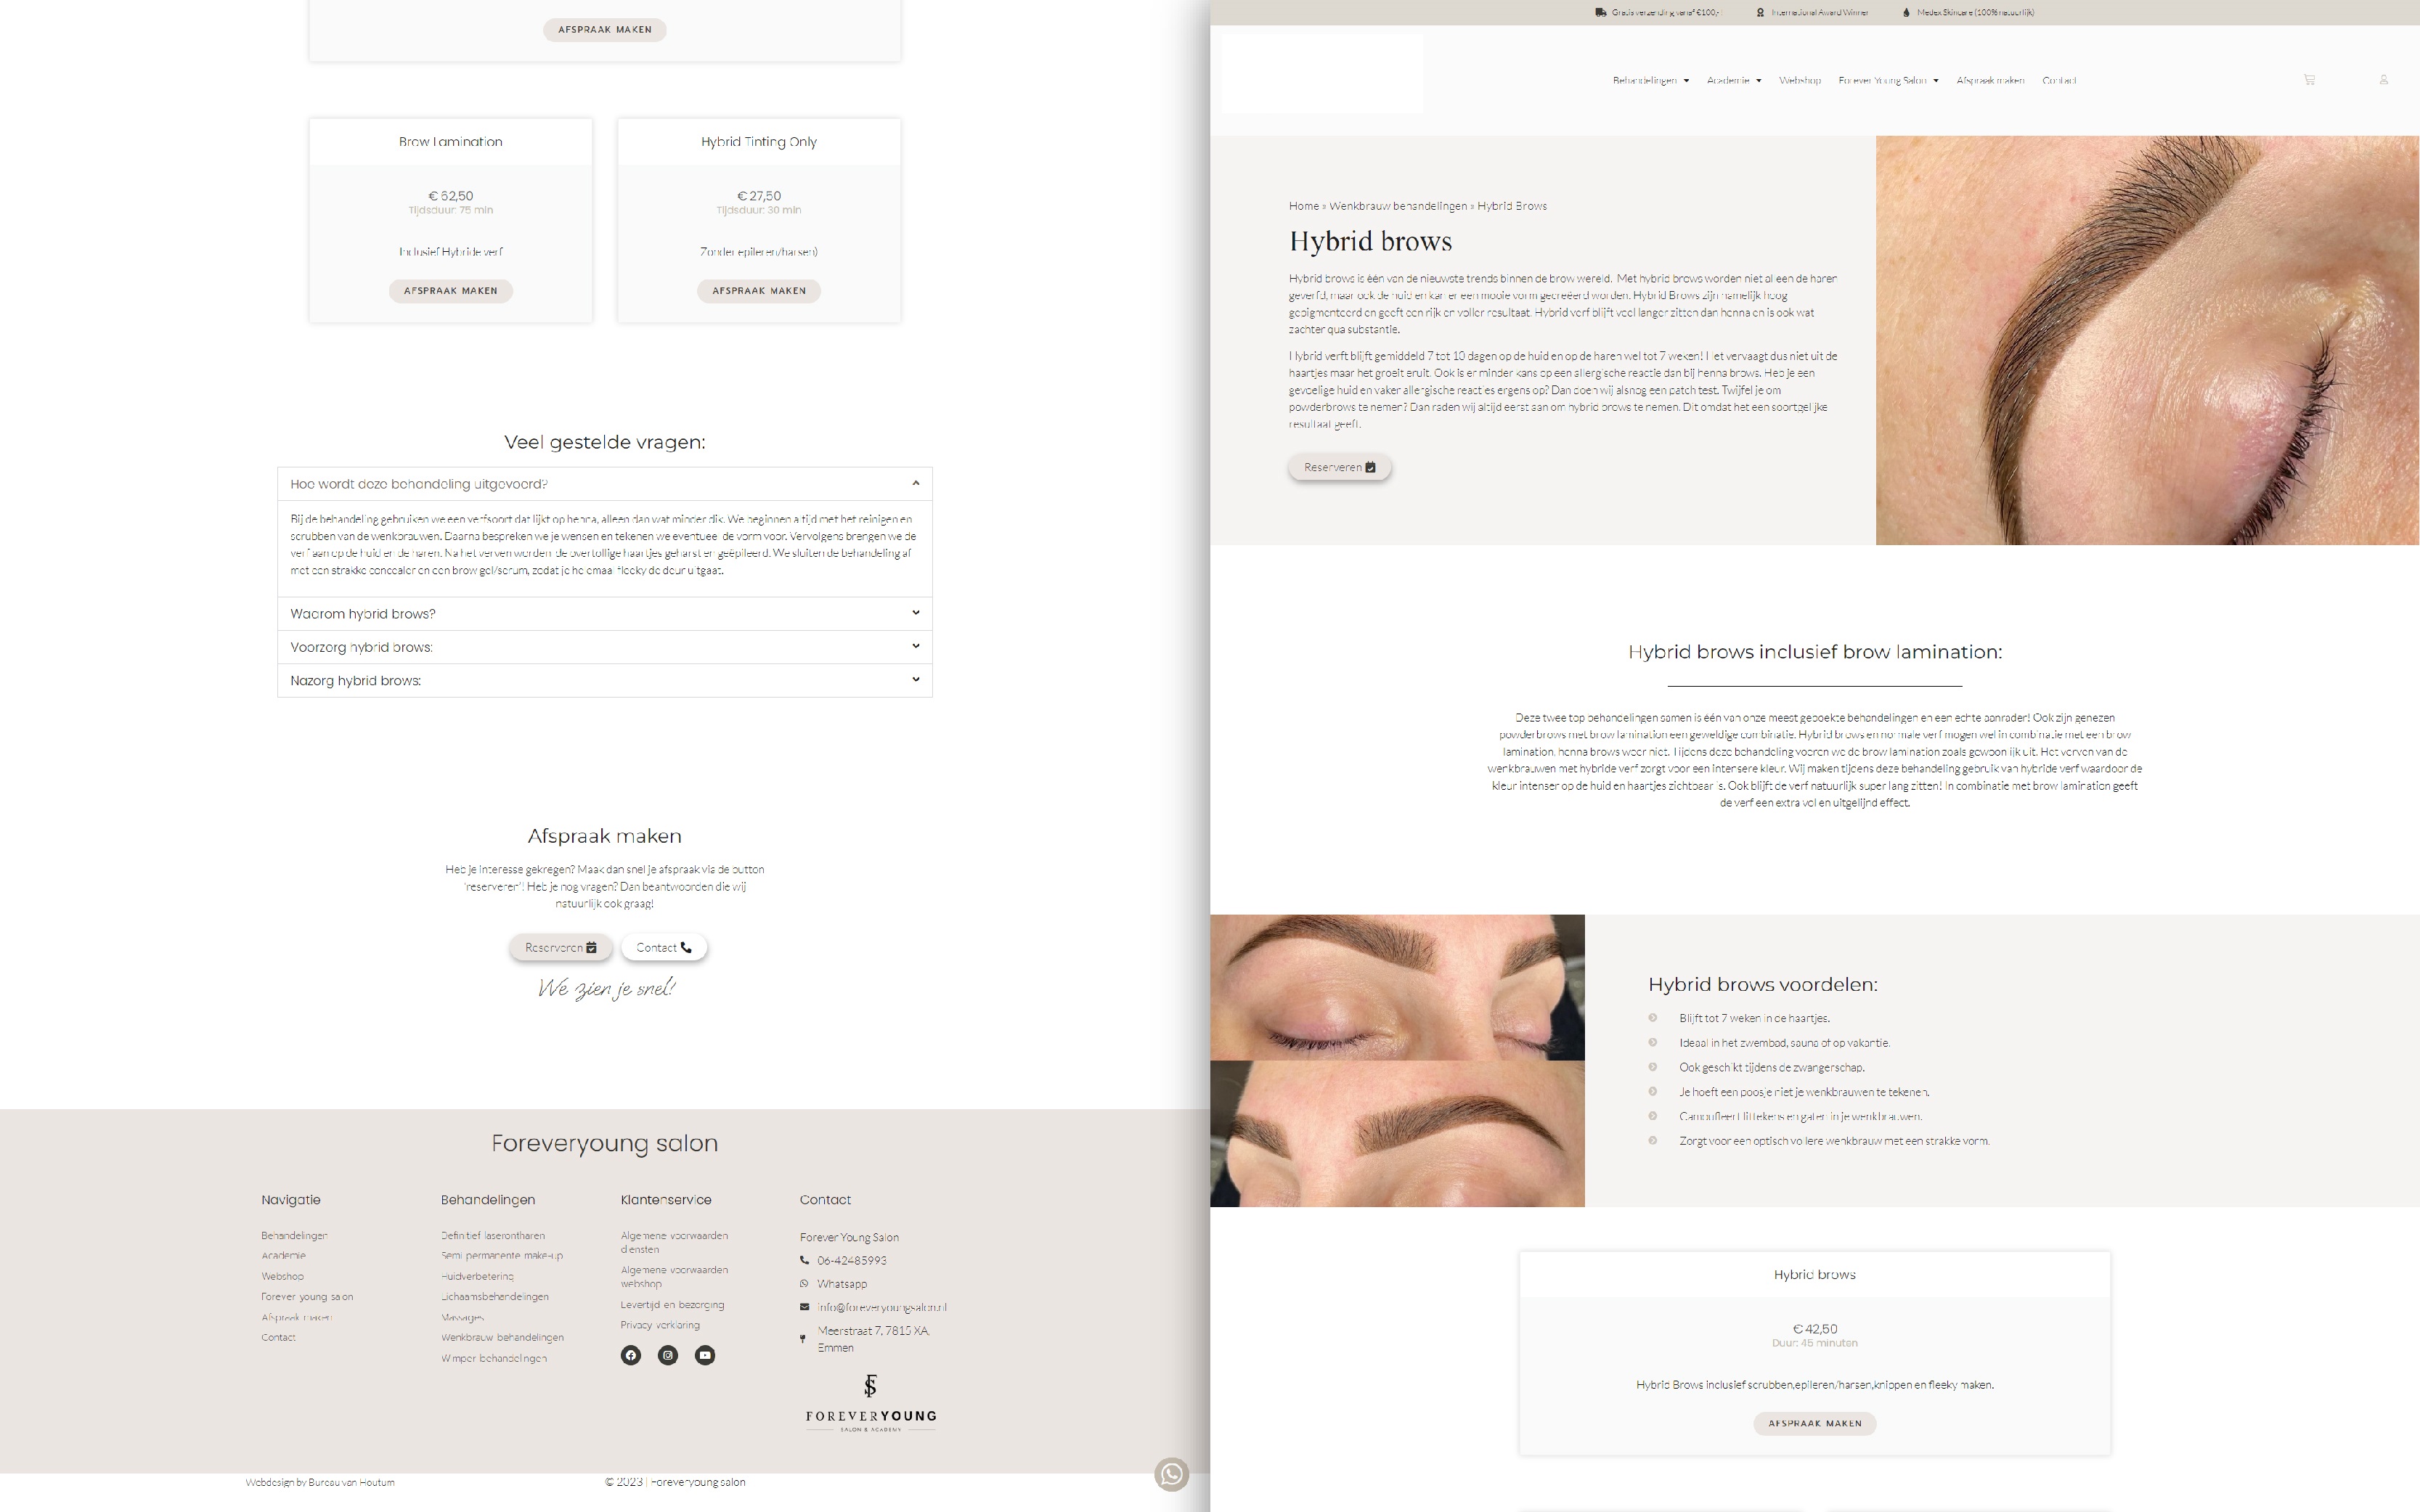 AFSPRAAK MAKEN
Brow Lamination
€ 62,50
Tijdsduur: 75 min
Inclusief Hybride verf
AFSPRAAK MAKEN
Hybrid Tinting Only
€ 27,50
Tijdsduur: 30 min
Zonder epileren/harsen)
AFSPRAAK MAKEN
Veel gestelde vragen:
Hoe wordt deze behandeling uitgevoerd?
Bij de behandeling gebruiken we een verfsoort dat lijkt op henna, alleen dan wat minder dik. We beginnen altijd met het reinigen en
scrubben van de wenkbrauwen. Daarna bespreken we je wensen en tekenen we eventueel de vorm voor. Vervolgens brengen we de
verf aan op de huid en de haren. Na het verven worden de overtollige haartjes geharst en geëpileerd. We sluiten de behandeling af
met een strakke concealer en een brow gel/serum, zodat je helemaal fleeky de deur uitgaat.
Waarom hybrid brows?
Voorzorg hybrid brows:
Nazorg hybrid brows:
Afspraak maken
Heb je interesse gekregen? Maak dan snel je afspraak via de button
'reserveren'! Heb je nog vragen? Dan beantwoorden die wij
natuurlijk ook graag!
Reserveren
Contact
We zien je snel!
Foreveryoung salon
Navigatie
Behandelingen
Academie
Webshop
Forever young salon
Afspraak maken
Contact
Behandelingen
Definitief laserontharen
Semi permanente make-up
Huidverbetering
Lichaamsbehandelingen
Massages
Wenkbrauw behandelingen
Wimper behandelingen
Klantenservice
Algemene voorwaarden
diensten
Algemene voorwaarden
webshop
Levertijd en bezorging
Privacy verklaring
Contact
Forever Young Salon
06-42485993
Whatsapp
info@foreveryoungsalon.nl
Meerstraat 7, 7815 XA,
Emmen
FOREVERYOUNG
SALON & ACADEMY
Webdesign by Bureau van Houtum
© 2023 | Foreveryoung salon
Gratis verzending vanaf €100,-!
International Award Winner
Medex Skincare (100% natuurlijk)
Behandelingen
Academie
Webshop
Forever Young Salon
Afspraak maken
Contact
Home » Wenkbrauw behandelingen » Hybrid Brows
Hybrid brows
Hybrid brows is één van de nieuwste trends binnen de brow wereld. Met hybrid brows worden niet alleen de haren
geverfd, maar ook de huid en kan er een mooie vorm gecreëerd worden. Hybrid Brows zijn namelijk hoog
gepigmenteerd en geeft een rijk en voller resultaat. Hybrid verf blijft veel langer zitten dan henna en is ook wat
zachter qua substantie.
Hybrid verft blijft gemiddeld 7 tot 10 dagen op de huid en op de haren wel tot 7 weken! Het vervaagt dus niet uit de
haartjes maar het groeit eruit. Ook is er minder kans op een allergische reactie dan bij henna brows. Heb je een
gevoelige huid en vaker allergische reacties ergens op? Dan doen wij alsnog een patch test. Twijfel je om
powderbrows te nemen? Dan raden wij altijd eerst aan om hybrid brows te nemen. Dit omdat het een soortgelijke
resultaat geeft.
Reserveren
Hybrid brows inclusief brow lamination:
Deze twee top behandelingen samen is één van onze meest geboekte behandelingen en een echte aanrader! Ook zijn genezen
powderbrows met brow lamination een geweldige combinatie. Hybrid brows en normale verf mogen wel in combinatie met een brow
lamination, henna brows weer niet. Tijdens deze behandeling voeren we de brow lamination zoals gewoonlijk uit. Het verven van de
wenkbrauwen met hybride verf zorgt voor een intensere kleur. Wij maken tijdens deze behandeling gebruik van hybride verf waardoor de
kleur intenser op de huid en haartjes zichtbaar is. Ook blijft de verf natuurlijk super lang zitten! In combinatie met brow lamination geeft
de verf een extra vol en uitgelijnd effect.
Hybrid brows voordelen:
Blijft tot 7 weken in de haartjes.
Ideaal in het zwembad, sauna of op vakantie.
Ook geschikt tijdens de zwangerschap.
Je hoeft een poosje niet je wenkbrauwen te tekenen.
Camoufleert littekens en gaten in je wenkbrauwen.
Zorgt voor een optisch vollere wenkbrauw met een strakke vorm.
Hybrid brows
€ 42,50
Duur: 45 minuten
Hybrid Brows inclusief scrubben,epileren/harsen,knippen en fleeky maken.
AFSPRAAK MAKEN